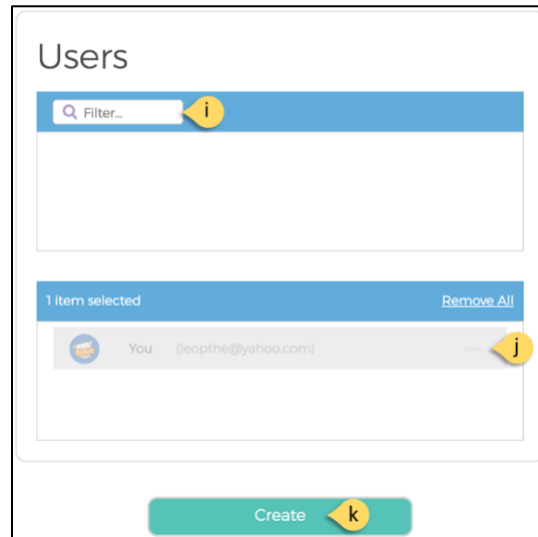 Users
Filter... i
1 item selected Remove All
You (leopthe@yahoo.com) j
Create k